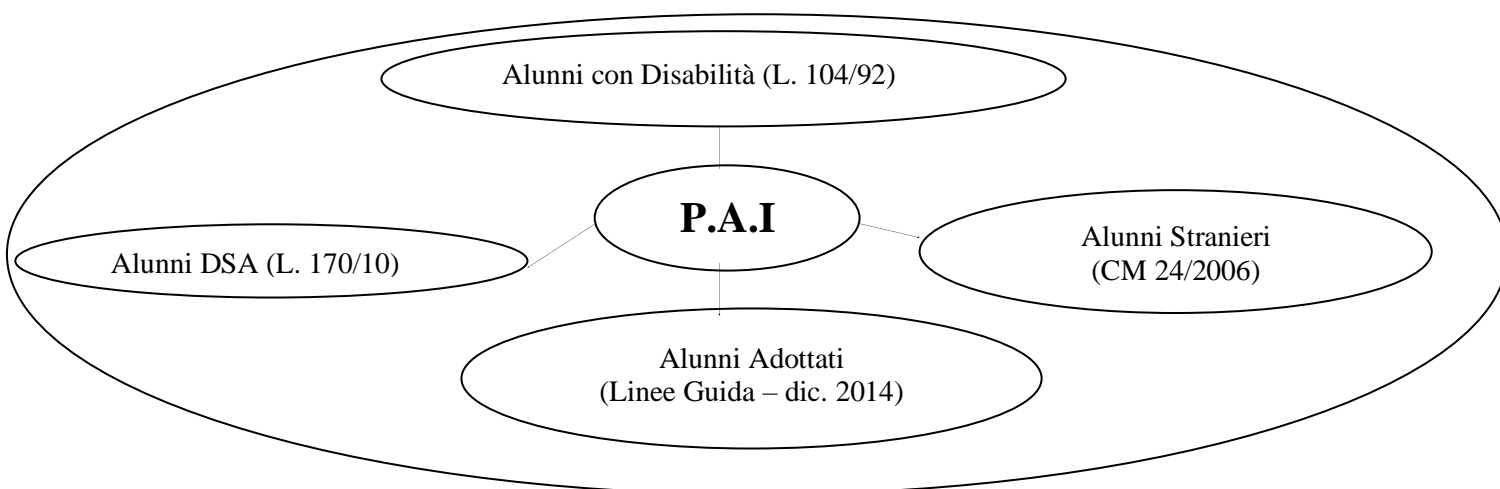 Alunni con Disabilità (L. 104/92)
P.A.I
Alunni DSA (L. 170/10)
Alunni Stranieri
(CM 24/2006)
Alunni Adottati
(Linee Guida – dic. 2014)